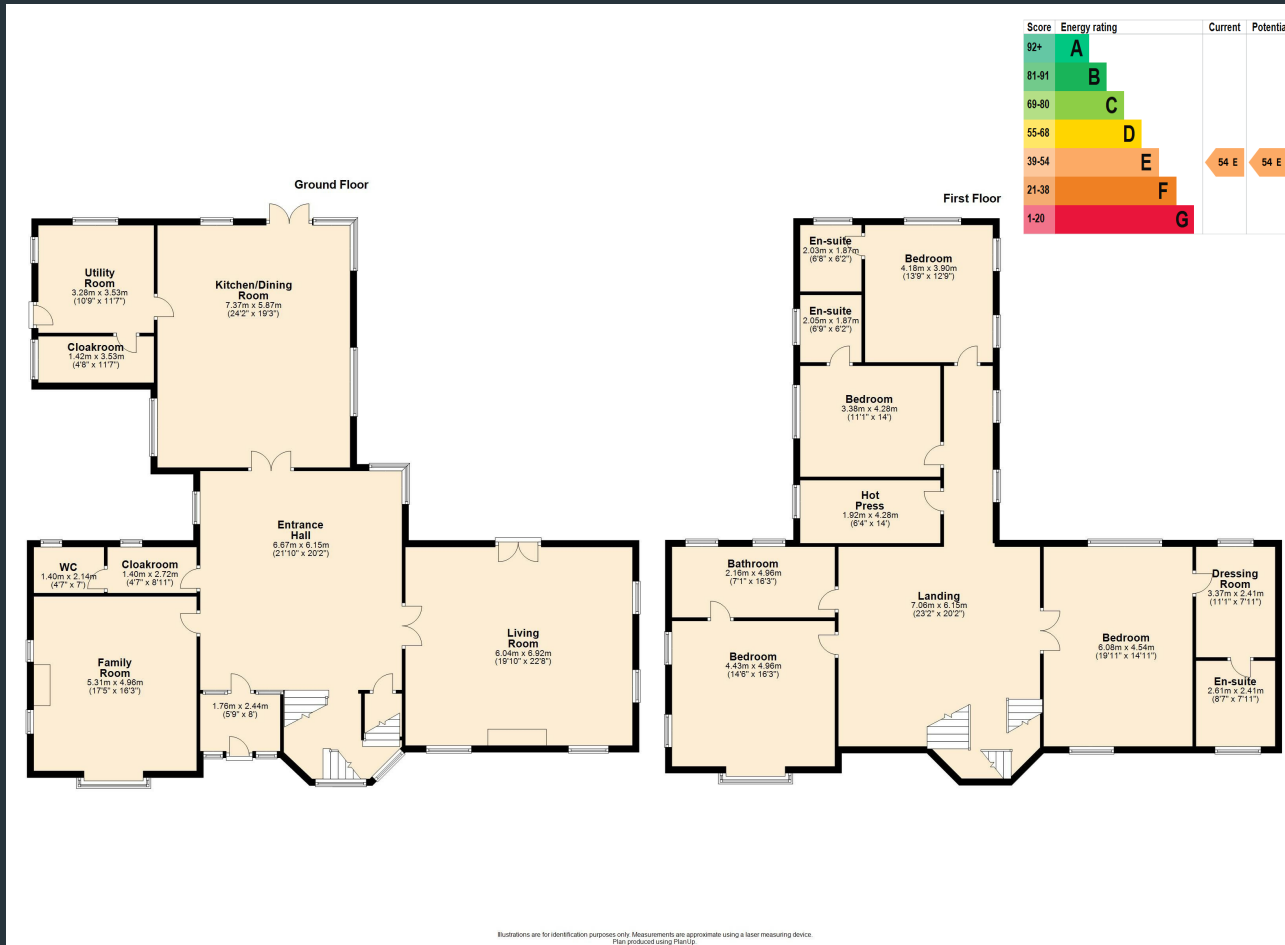 Score Energy rating Current Potentia
92+ A
81-91 B
69-80 C
55-68 D
39-54 E 54 E 54 E
21-38 F
1-20 G
Ground Floor
Utility
Room
3.28m x 3.53m
(10'9" x 11'7")
Kitchen/Dining
Room
7.37m x 5.87m
(24'2" x 19'3")
Cloakroom
1.42m x 3.53m
(4'8" x 11'7")
Entrance
Hall
6.67m x 6.15m
(21'10" x 20'2")
WC
1.40m x 2.14m
(4'7" x 7')
Cloakroom
1.40m x 2.72m
(4'7" x 8'11")
Living
Room
6.04m x 6.92m
(19'10" x 22'8")
Family
Room
5.31m x 4.96m
(17'5" x 16'3")
1.76m x 2.44m
(5'9" x 8')
First Floor
En-suite
2.03m x 1.87m
(6'8" x 6'2")
Bedroom
4.18m x 3.90m
(13'9" x 12'9")
En-suite
2.05m x 1.87m
(6'9" x 6'2")
Bedroom
3.38m x 4.28m
(11'1" x 14')
Hot
Press
1.92m x 4.28m
(6'4" x 14')
Bathroom
2.16m x 4.96m
(7'1" x 16'3")
Landing
7.06m x 6.15m
(23'2" x 20'2")
Dressing
Room
3.37m x 2.41m
(11'1" x 7'11")
Bedroom
6.08m x 4.54m
(19'11" x 14'11")
Bedroom
4.43m x 4.96m
(14'6" x 16'3")
En-suite
2.61m x 2.41m
(8'7" x 7'11")
Illustrations are for identification purposes only. Measurements are approximate using a laser measuring device.
Plan produced using PlanUp.